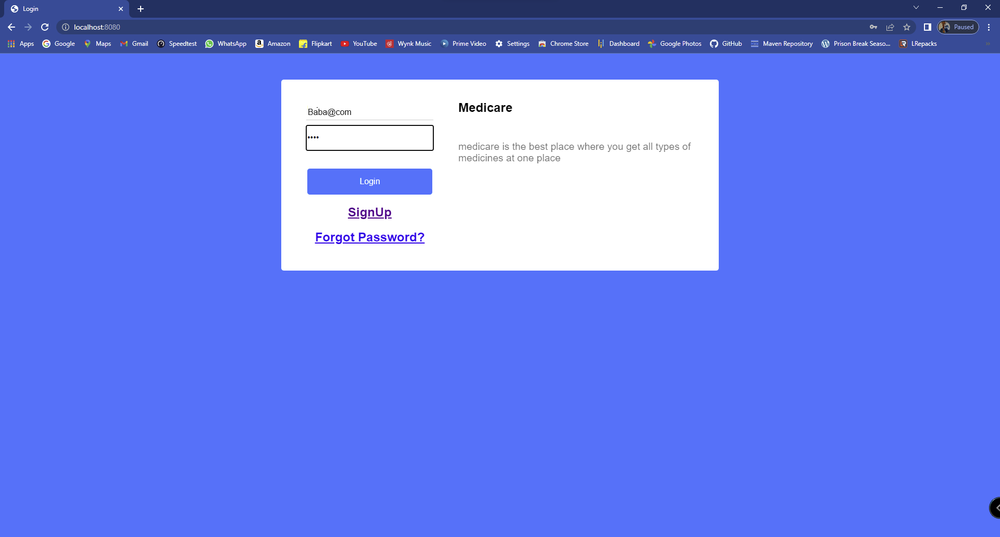 Login
localhost:8080
Paused
Apps Google Maps Gmail Speedtest WhatsApp Amazon Flipkart YouTube Wynk Music Prime Video Settings Chrome Store Dashboard Google Photos GitHub Maven Repository Prison Break Seaso... LRepacks
Baba@com
••••
Login
SignUp
Forgot Password?
Medicare
medicare is the best place where you get all types of
medicines at one place